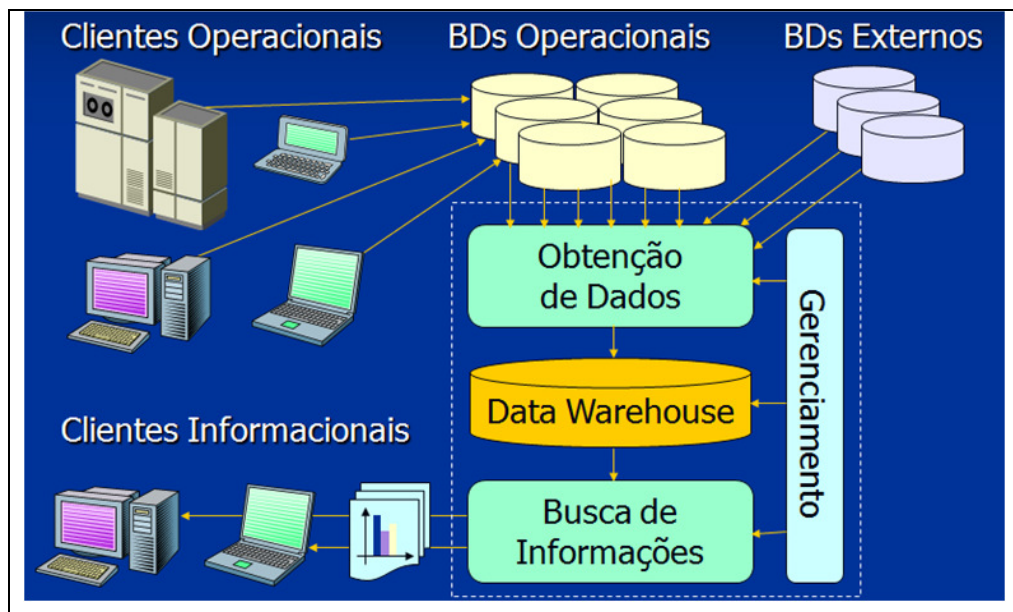 Clientes Operacionais
BDs Operacionais
BDs Externos
Obtenção
de Dados
Gerenciamento
Data Warehouse
Clientes Informacionais
Busca de
Informações